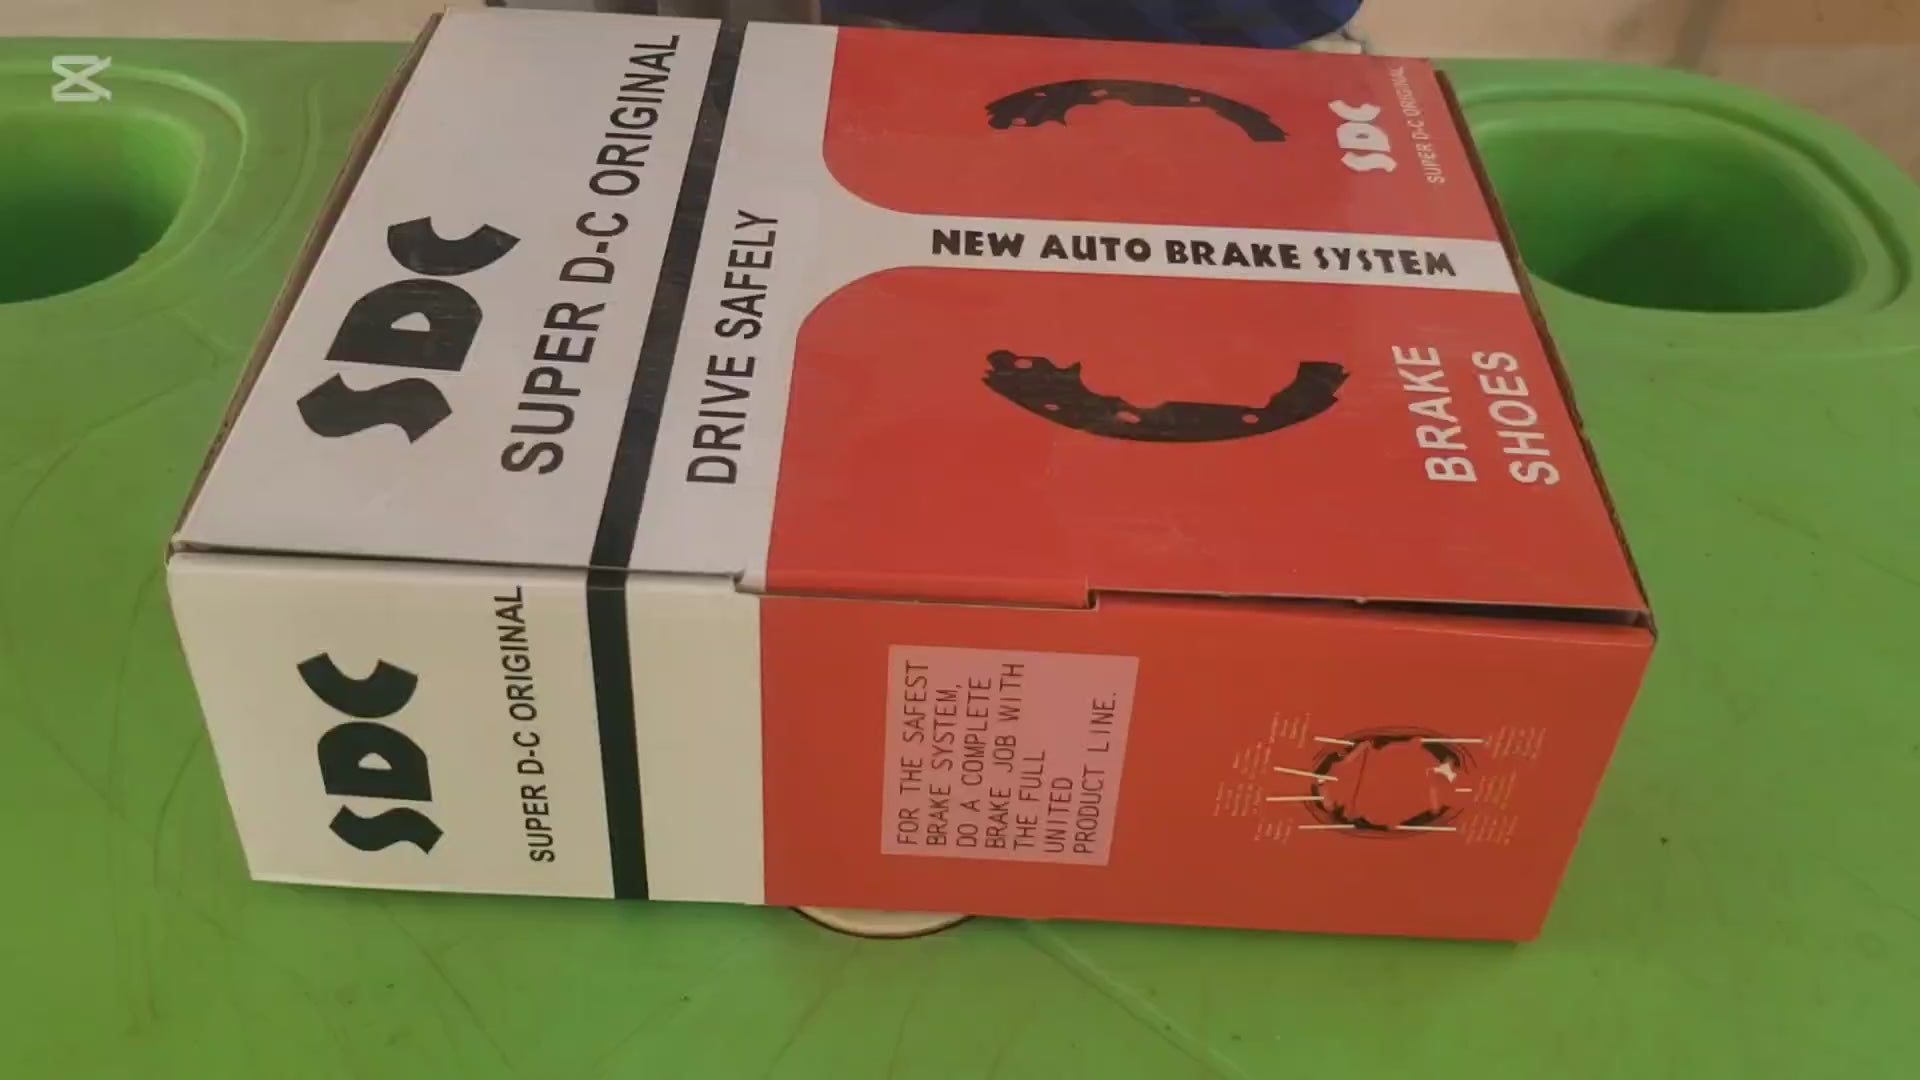 SDC
SUPER D-C ORIGINAL
DRIVE SAFELY
NEW AUTO BRAKE SYSTEM
SDC
SUPER D-C ORIGINAL
BRAKE
SHOES
SDC
SUPER D-C ORIGINAL
FOR THE SAFEST
BRAKE SYSTEM,
DO A COMPLETE
BRAKE JOB WITH
THE FULL
UNITED
PRODUCT LINE.